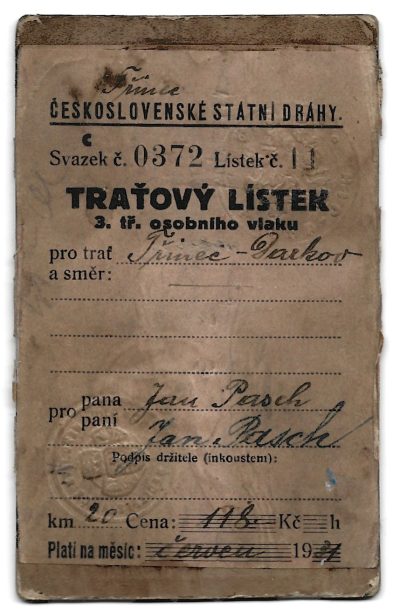 Třinec
ČESKOSLOVENSKÉ STÁTNÍ DRÁHY.
C
Svazek č. 0372 Lístek č. 11
TRAŤOVÝ LÍSTEK
3. tř. osobního vlaku
pro trať Třinec - Darkov
a směr:
pro pana Jan Pasch
paní Jan Pasch
Podpis držitele (inkoustem):
km 20 Cena: 118.- Kč h
Platí na měsíc: červen 1931